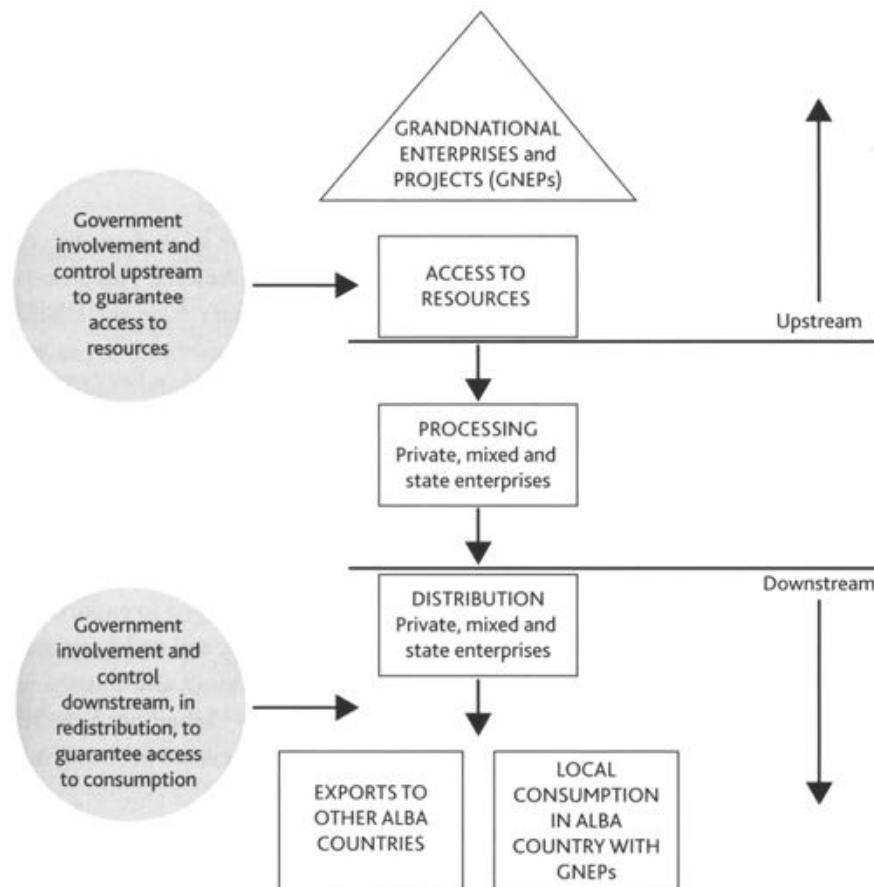 GRANDNATIONAL
ENTERPRISES and
PROJECTS (GNEPs)
Government
involvement and
control upstream
to guarantee
access to
resources
ACCESS TO
RESOURCES
Upstream
PROCESSING
Private, mixed and
state enterprises
Downstream
DISTRIBUTION
Private, mixed and
state enterprises
Government
involvement and
control
downstream, in
redistribution, to
guarantee access
to consumption
EXPORTS TO
OTHER ALBA
COUNTRIES
LOCAL
CONSUMPTION
IN ALBA
COUNTRY WITH
GNEPs